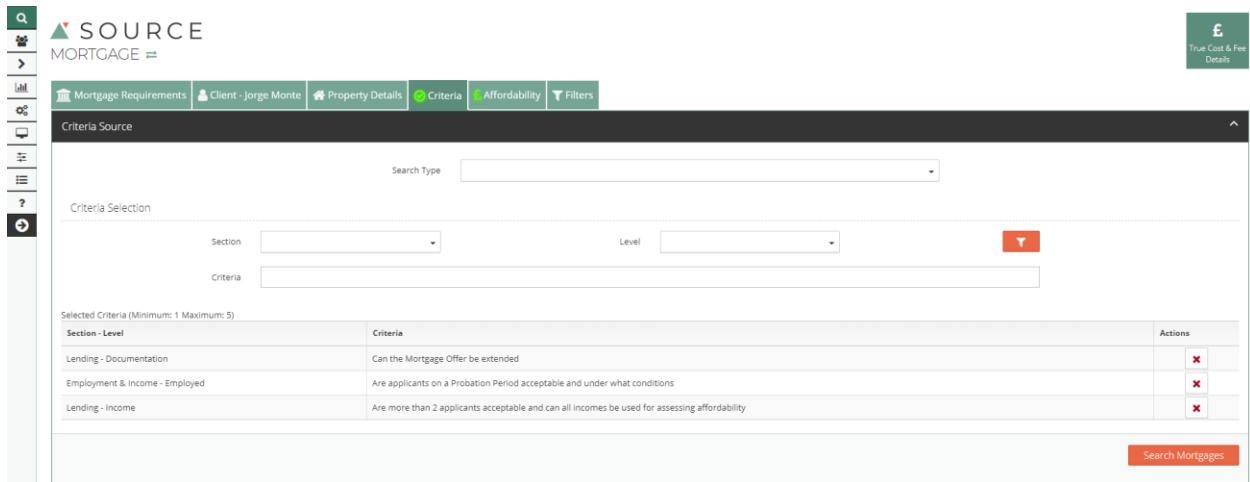 SOURCE
MORTGAGE
£
True Cost & Fee
Details
Mortgage Requirements
Client - Jorge Monte
Property Details
Criteria
£ Affordability
Filters
Criteria Source
Search Type
Criteria Selection
Section
Level
Criteria
Selected Criteria (Minimum: 1 Maximum: 5)
Section - Level Criteria Actions
Lending - Documentation Can the Mortgage Offer be extended
Employment & Income - Employed Are applicants on a Probation Period acceptable and under what conditions
Lending - Income Are more than 2 applicants acceptable and can all incomes be used for assessing affordability
?
Search Mortgages